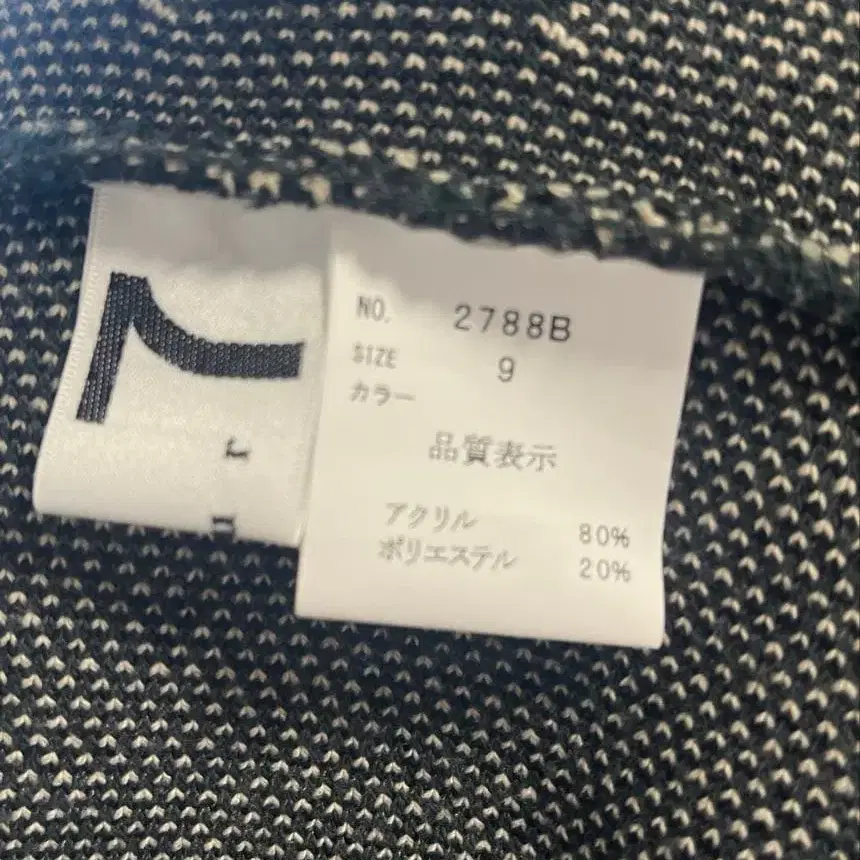 NO. 2788B
SIZE 9
カラー
品質表示
アクリル 80%
ポリエステル 20%